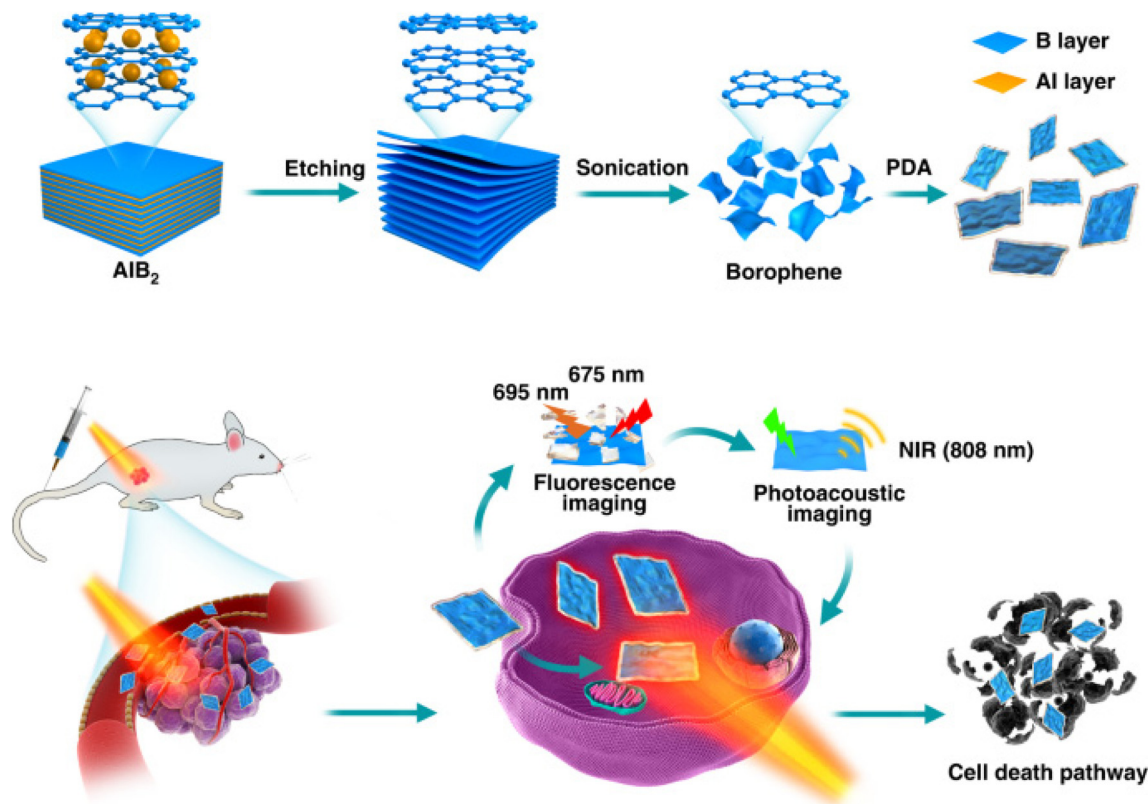 B layer
Al layer
Etching
Sonication
PDA
AlB₂
Borophene
675 nm
695 nm
NIR (808 nm)
Fluorescence
imaging
Photoacoustic
imaging
Cell death pathway